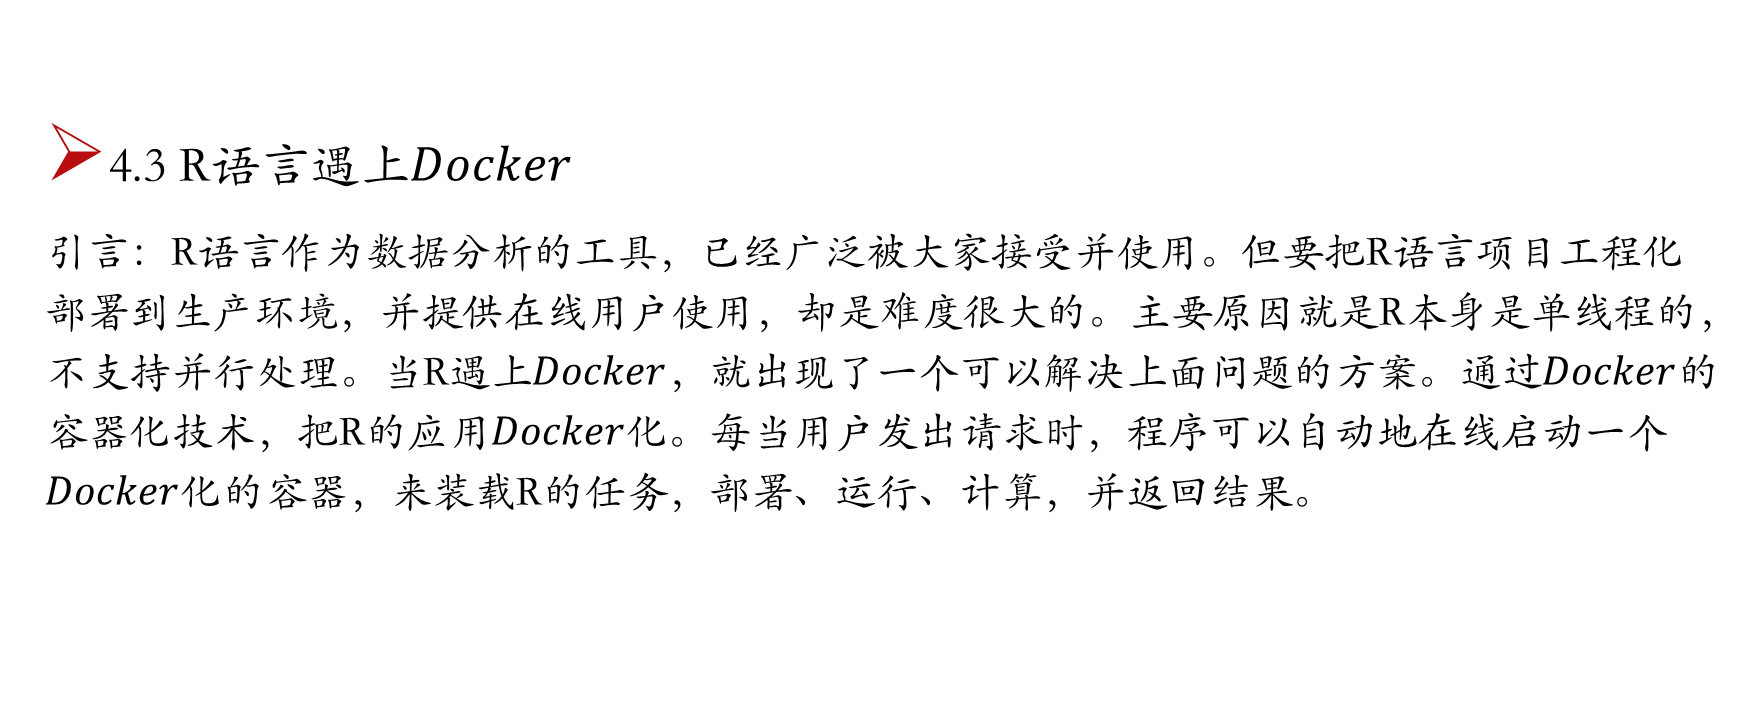 4.3 R语言遇上Docker
引言：R语言作为数据分析的工具，已经广泛被大家接受并使用。但要把R语言项目工程化
部署到生产环境，并提供在线用户使用，却是难度很大的。主要原因就是R本身是单线程的，
不支持并行处理。当R遇上Docker，就出现了一个可以解决上面问题的方案。通过Docker的
容器化技术，把R的应用Docker化。每当用户发出请求时，程序可以自动地在线启动一个
Docker化的容器，来装载R的任务，部署、运行、计算，并返回结果。